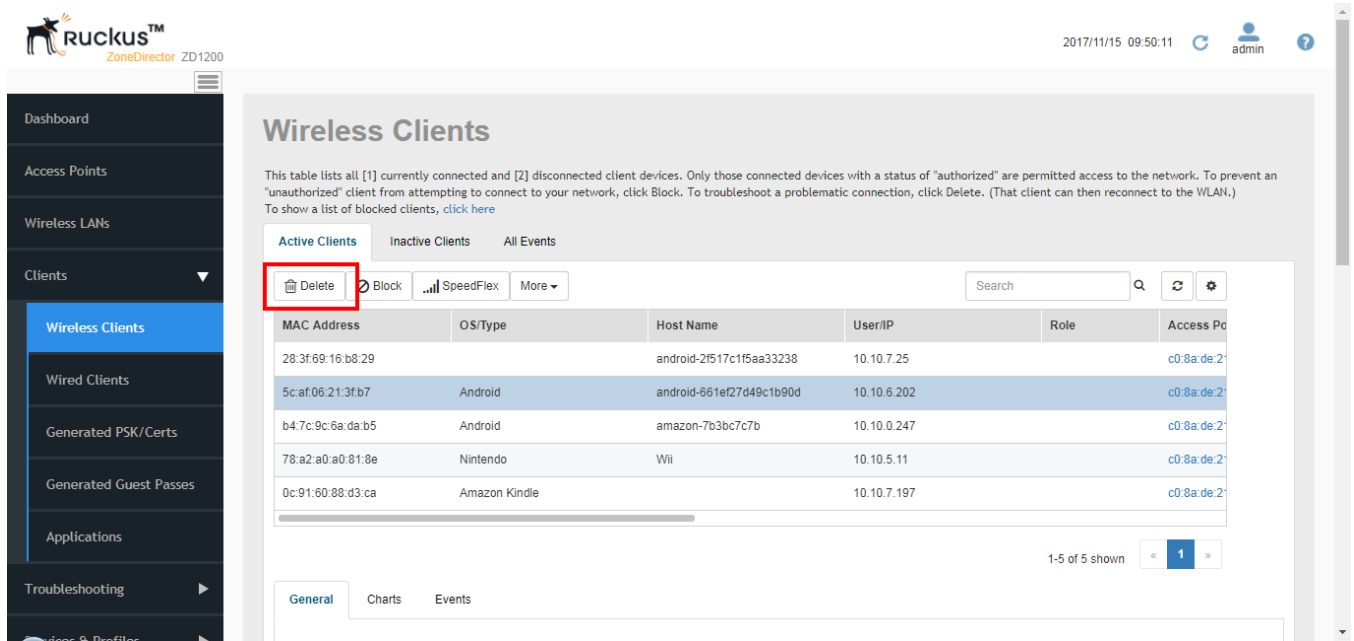 Ruckus™
ZoneDirector ZD1200
2017/11/15 09:50:11
admin
?
Dashboard
Access Points
Wireless LANs
Clients
Wireless Clients
Wired Clients
Generated PSK/Certs
Generated Guest Passes
Applications
Troubleshooting
Wireless Clients
This table lists all [1] currently connected and [2] disconnected client devices. Only those connected devices with a status of "authorized" are permitted access to the network. To prevent an
"unauthorized" client from attempting to connect to your network, click Block. To troubleshoot a problematic connection, click Delete. (That client can then reconnect to the WLAN.)
To show a list of blocked clients, click here
Active Clients Inactive Clients All Events
Delete Block SpeedFlex More Search
MAC Address OS/Type Host Name User/IP Role Access Po
28:3f:69:16:b8:29 android-2f517c1f5aa33238 10.10.7.25 c0:8a:de:2
5c:af:06:21:3f:b7 Android android-661ef27d49c1b90d 10.10.6.202 c0:8a:de:2
b4:7c:9c:6a:da:b5 Android amazon-7b3bc7c7b 10.10.0.247 c0:8a:de:2
78:a2:a0:a0:81:8e Nintendo Wii 10.10.5.11 c0:8a:de:2
0c:91:60:88:d3:ca Amazon Kindle 10.10.7.197 c0:8a:de:2
1-5 of 5 shown « 1 »
General Charts Events